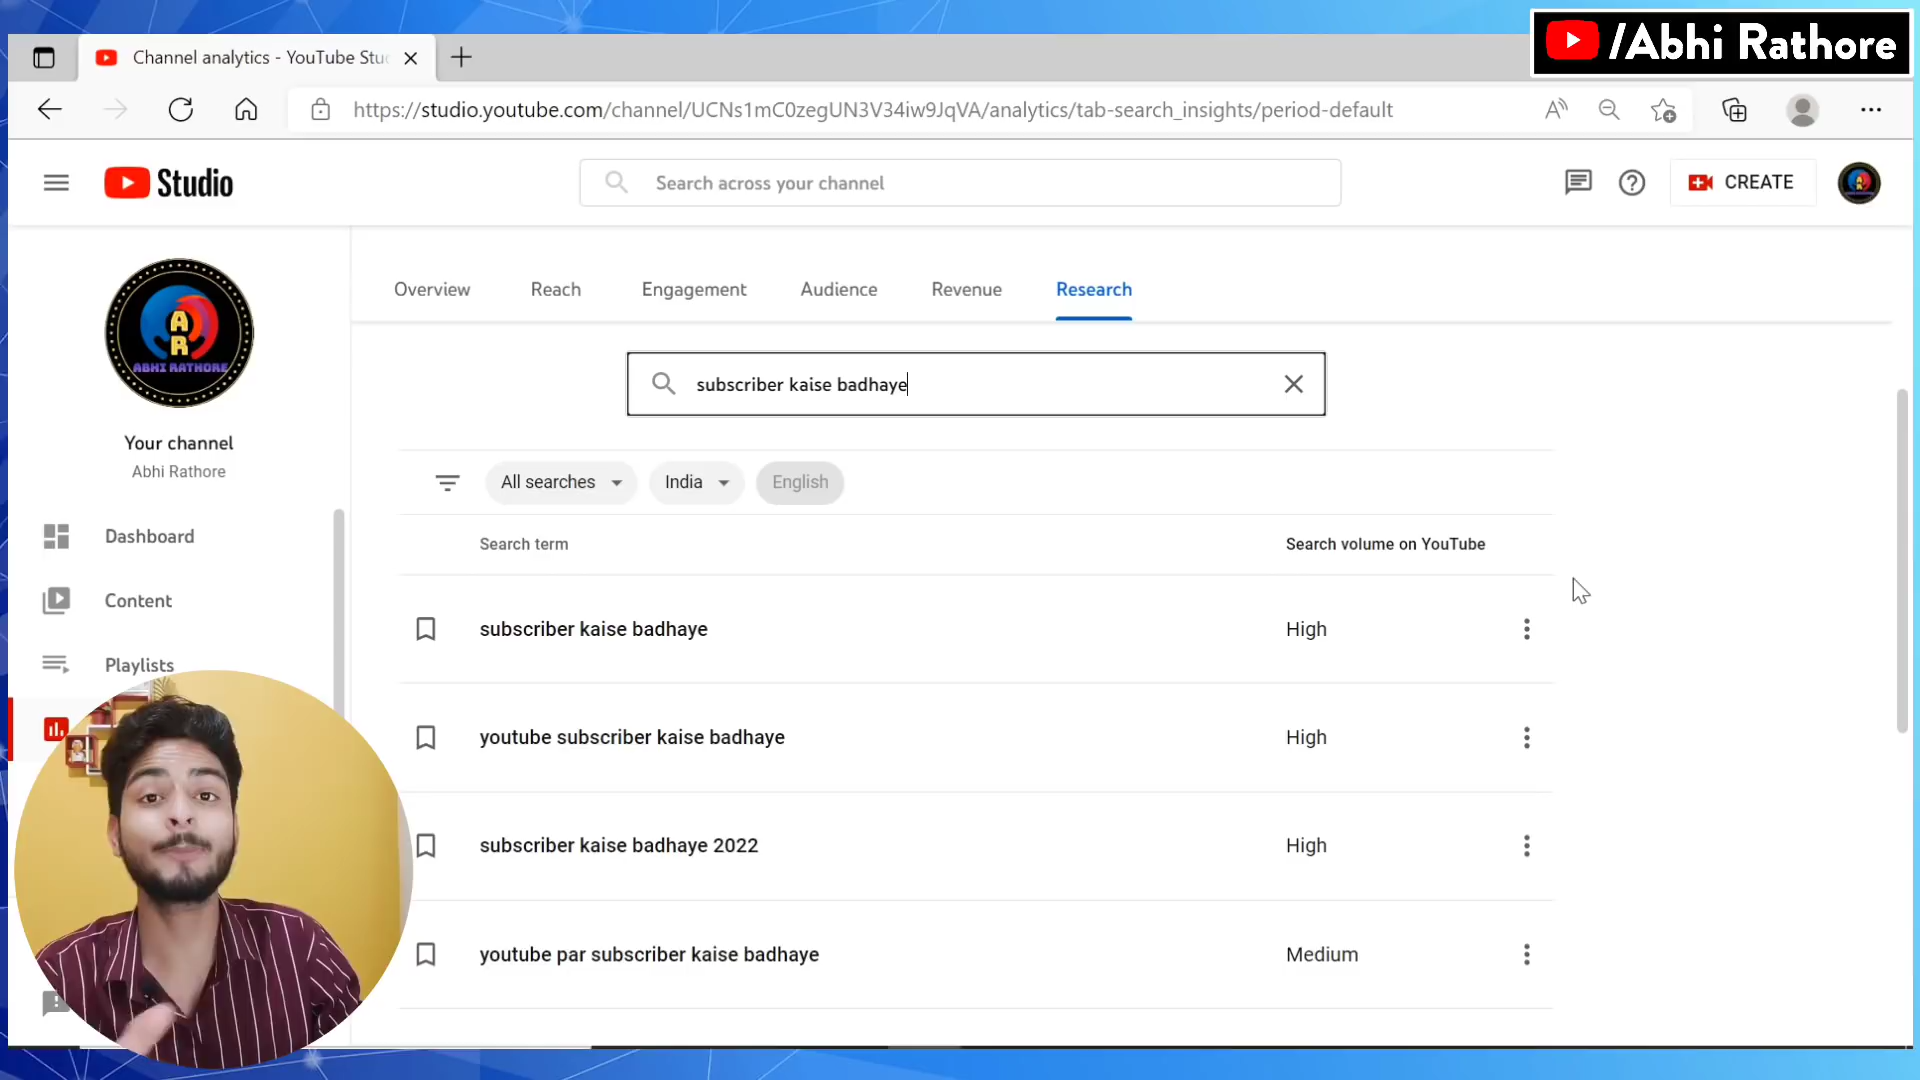 /Abhi Rathore
Channel analytics - YouTube Stu
https://studio.youtube.com/channel/UCNs1mC0zegUN3V34iw9JqVA/analytics/tab-search_insights/period-default
Studio
Search across your channel
CREATE
AR
ABHI RATHORE
Your channel
Abhi Rathore
Dashboard
Content
Playlists
Overview
Reach
Engagement
Audience
Revenue
Research
subscriber kaise badhaye
All searches
India
English
Search term
Search volume on YouTube
subscriber kaise badhaye
High
youtube subscriber kaise badhaye
High
subscriber kaise badhaye 2022
High
youtube par subscriber kaise badhaye
Medium